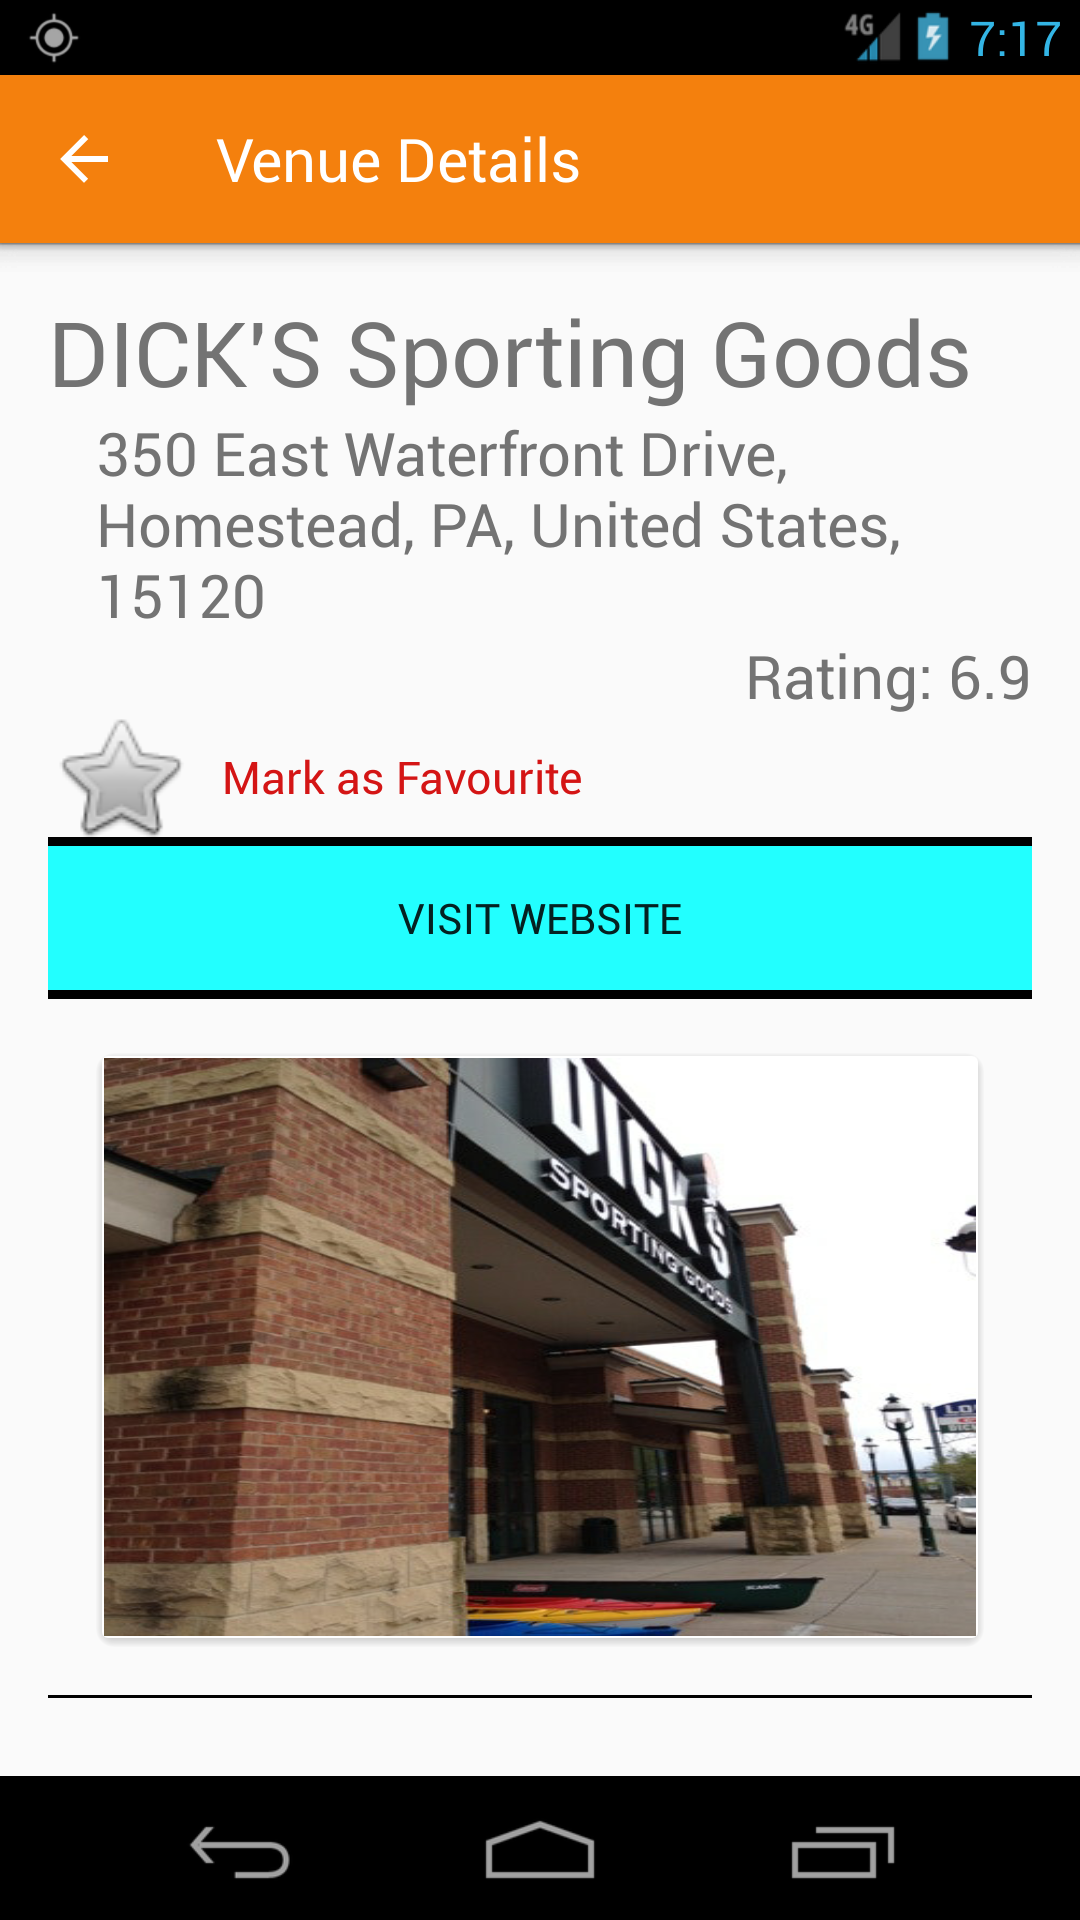 4G 7:17
Venue Details
DICK'S Sporting Goods
350 East Waterfront Drive,
Homestead, PA, United States,
15120
Rating: 6.9
Mark as Favourite
VISIT WEBSITE
DICK'S
SPORTING GOODS
SCANOE